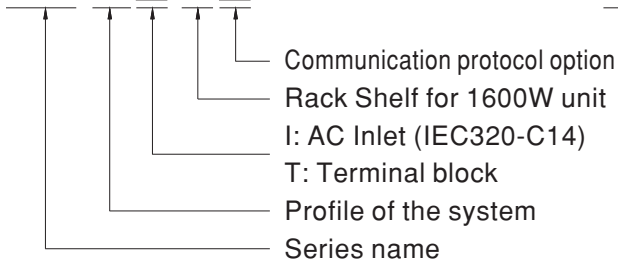 Communication protocol option
Rack Shelf for 1600W unit
I: AC Inlet (IEC320-C14)
T: Terminal block
Profile of the system
Series name